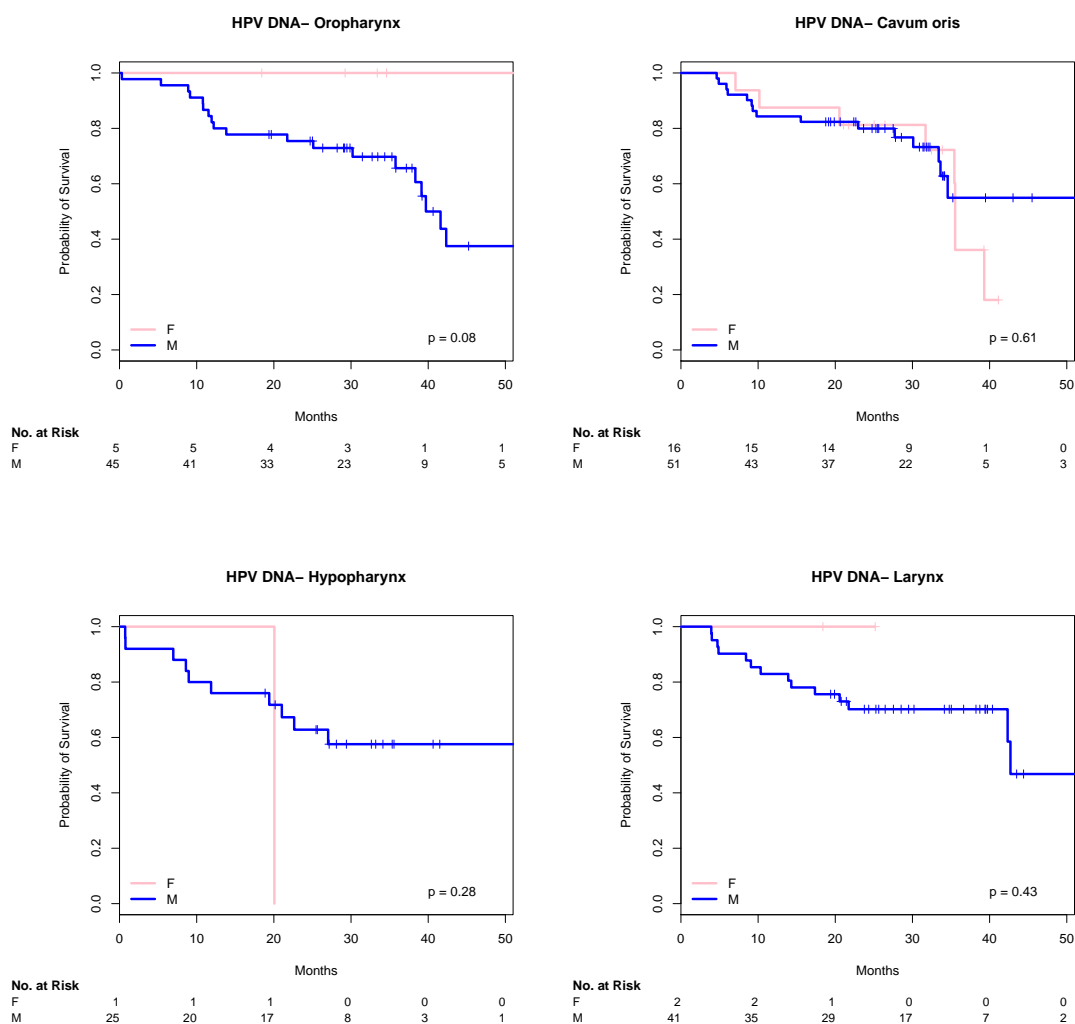 HPV DNA− Oropharynx
Probability of Survival
1.0
0.8
0.6
0.4
0.2
0.0
F
M
p = 0.08
0 10 20 30 40 50
Months
No. at Risk
F 5 5 4 3 1 1
M 45 41 33 23 9 5
HPV DNA− Cavum oris
Probability of Survival
1.0
0.8
0.6
0.4
0.2
0.0
F
M
p = 0.61
0 10 20 30 40 50
Months
No. at Risk
F 16 15 14 9 1 0
M 51 43 37 22 5 3
HPV DNA− Hypopharynx
Probability of Survival
1.0
0.8
0.6
0.4
0.2
0.0
F
M
p = 0.28
0 10 20 30 40 50
Months
No. at Risk
F 1 1 1 0 0 0
M 25 20 17 8 3 1
HPV DNA− Larynx
Probability of Survival
1.0
0.8
0.6
0.4
0.2
0.0
F
M
p = 0.43
0 10 20 30 40 50
Months
No. at Risk
F 2 2 1 0 0 0
M 41 35 29 17 7 2